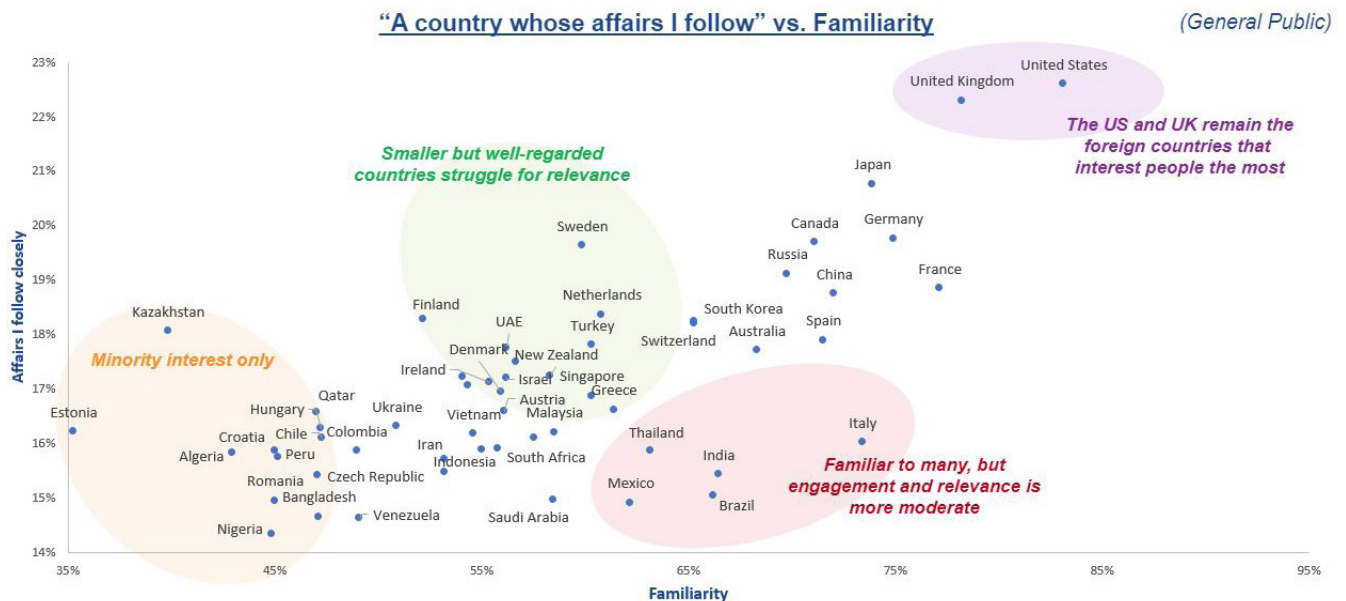 “A country whose affairs I follow” vs. Familiarity
(General Public)
Affairs I follow closely
23%
22%
21%
20%
19%
18%
17%
16%
15%
14%
United States
United Kingdom
The US and UK remain the
foreign countries that
interest people the most
Smaller but well-regarded
countries struggle for relevance
Japan
Canada
Germany
Sweden
Russia
China
France
Netherlands
Finland
South Korea
Kazakhstan
UAE
Turkey
Australia
Spain
Switzerland
Minority interest only
Denmark
New Zealand
Ireland
Israel
Singapore
Qatar
Austria
Greece
Estonia
Hungary
Ukraine
Vietnam
Malaysia
Croatia
Chile
Colombia
Thailand
Italy
Algeria
Peru
Iran
Indonesia
South Africa
India
Familiar to many, but
engagement and relevance is
more moderate
Romania
Czech Republic
Mexico
Bangladesh
Brazil
Nigeria
Venezuela
Saudi Arabia
35%
45%
55%
65%
75%
85%
95%
Familiarity